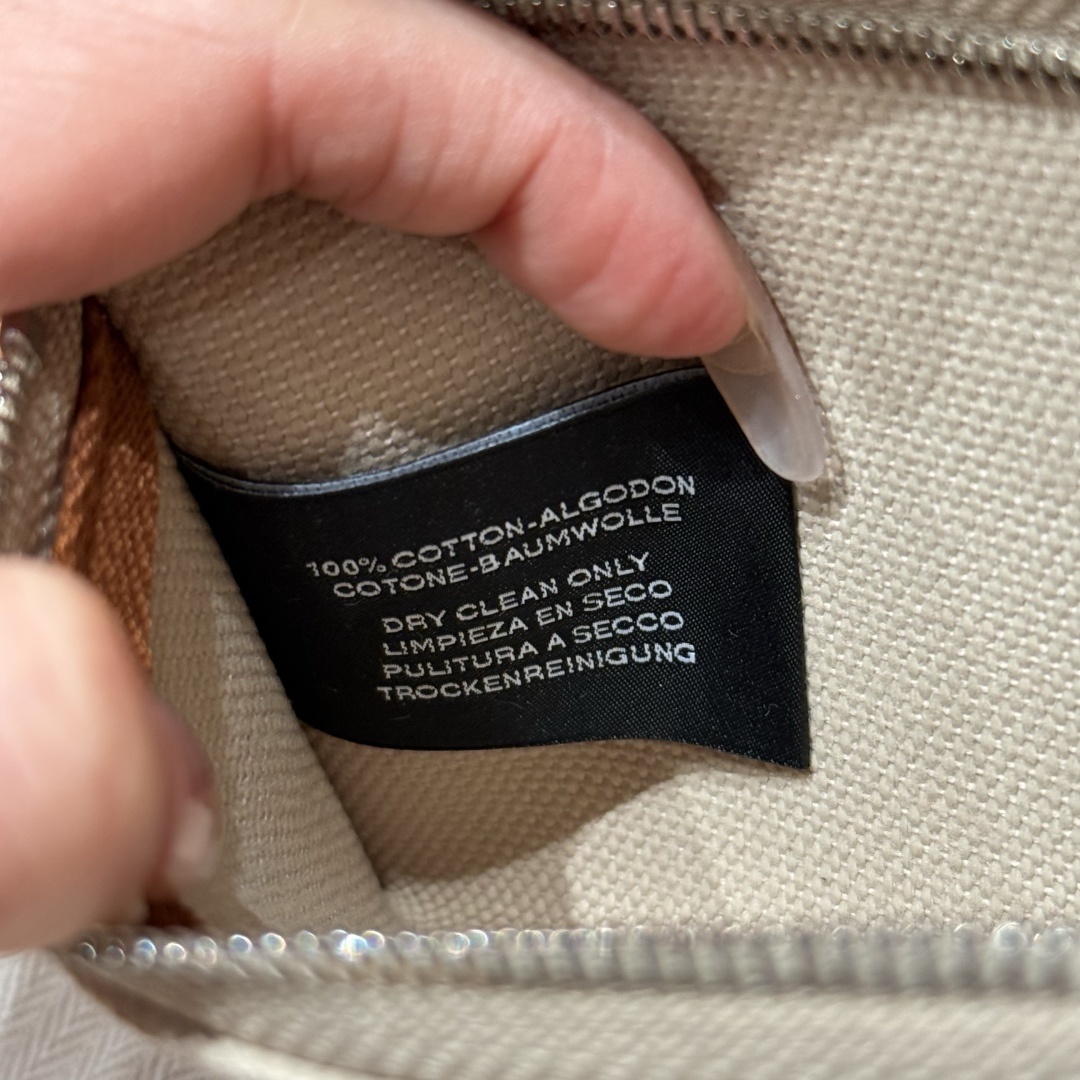 100% COTTON-ALGODON
COTONE-BAUMWOLLE
DRY CLEAN ONLY
LIMPIEZA EN SECO
PULITURA A SECCO
TROCKENREINIGUNG